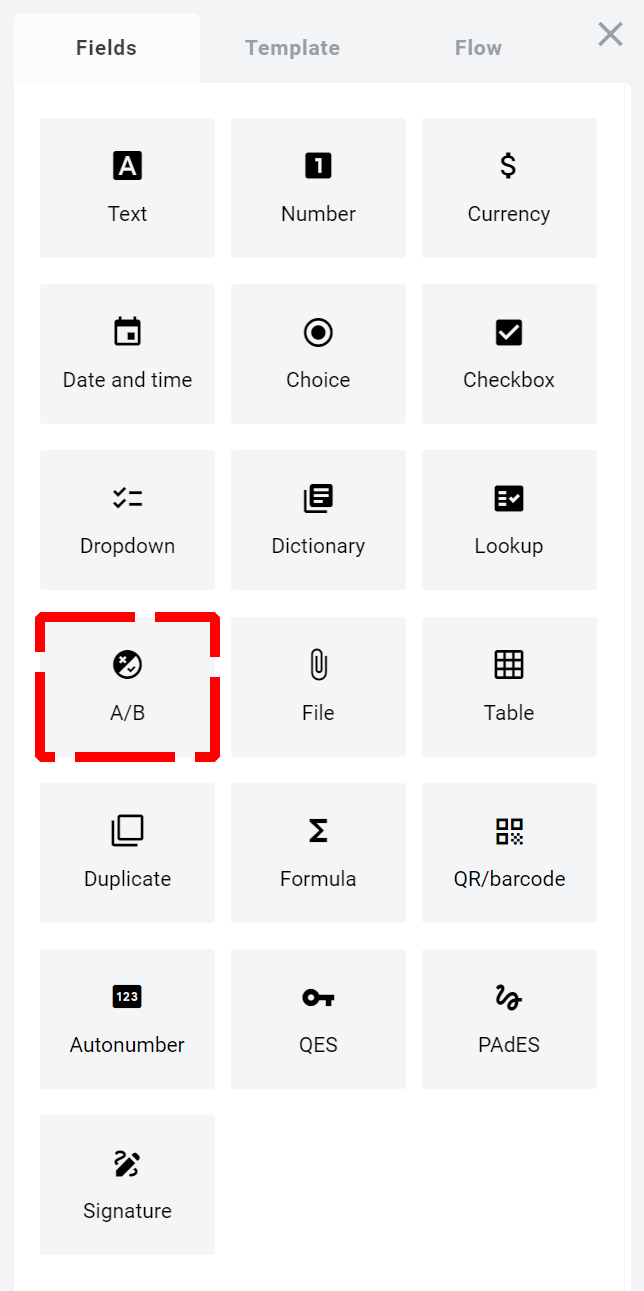 Fields
Template
Flow
A
1
$
Text
Number
Currency
Date and time
Choice
Checkbox
Dropdown
Dictionary
Lookup
A/B
File
Table
Σ
Duplicate
Formula
QR/barcode
123
Autonumber
QES
PAdES
Signature